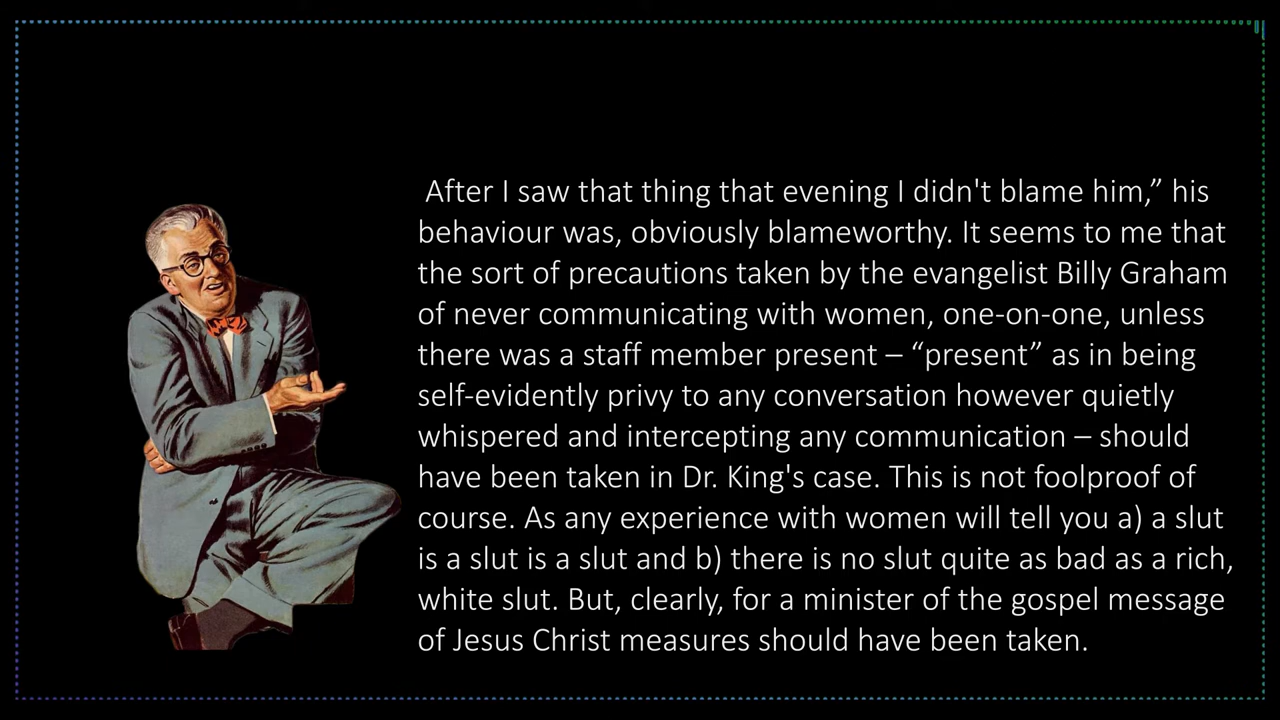 After I saw that thing that evening I didn't blame him,” his
behaviour was, obviously blameworthy. It seems to me that
the sort of precautions taken by the evangelist Billy Graham
of never communicating with women, one-on-one, unless
there was a staff member present – “present” as in being
self-evidently privy to any conversation however quietly
whispered and intercepting any communication – should
have been taken in Dr. King's case. This is not foolproof of
course. As any experience with women will tell you a) a slut
is a slut is a slut and b) there is no slut quite as bad as a rich,
white slut. But, clearly, for a minister of the gospel message
of Jesus Christ measures should have been taken.